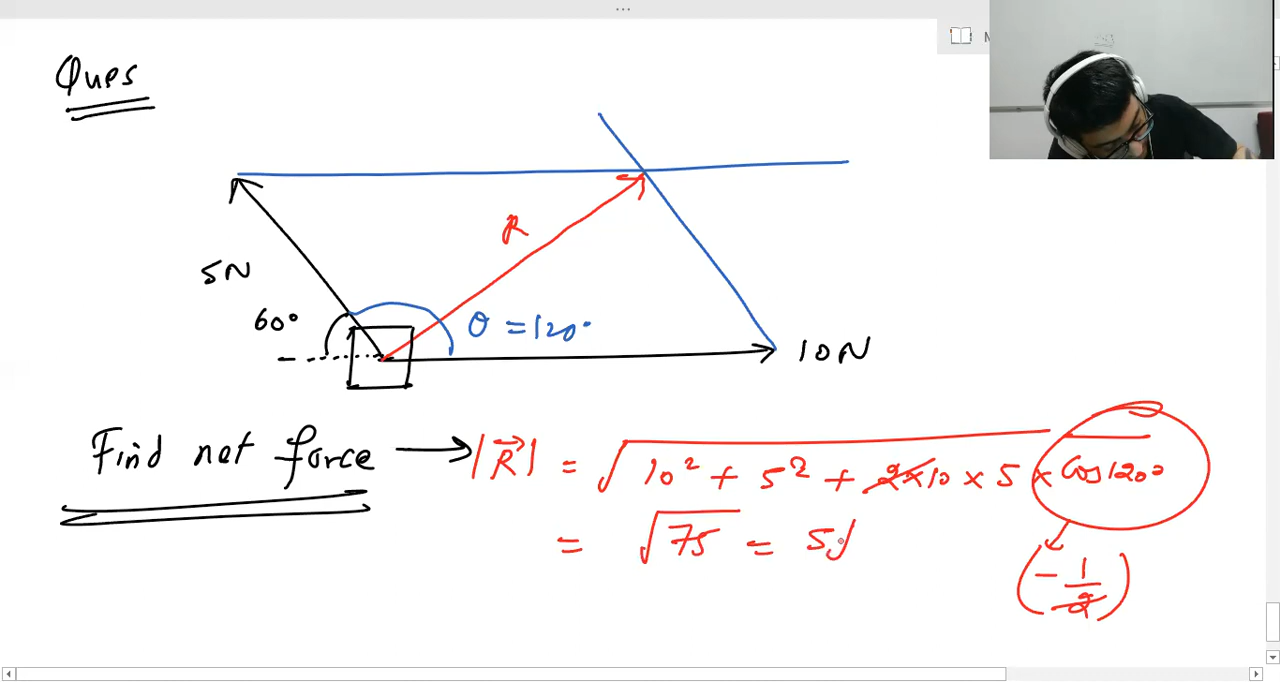 Ques
R
5N
60°
θ = 120°
10N
Find net force → |R⃗| = √10² + 5² + 2×10 × 5 × Cos120°
= √75 = 5√
(-1/2)